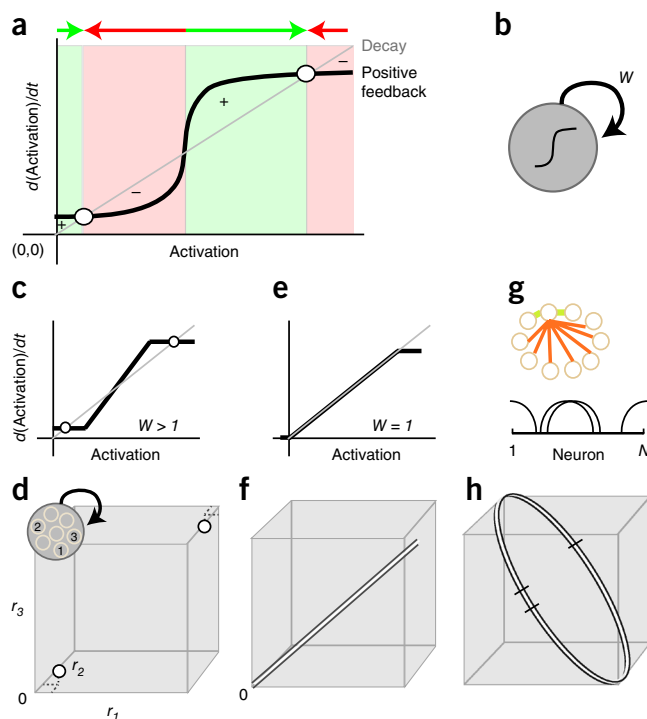 a
Decay
Positive
feedback
+
–
+
–
d(Activation)/dt
(0,0)
Activation
b
W
c
d(Activation)/dt
W > 1
Activation
e
W = 1
Activation
g
1
Neuron
N
d
2
3
1
r3
r2
0
r1
f
0
h